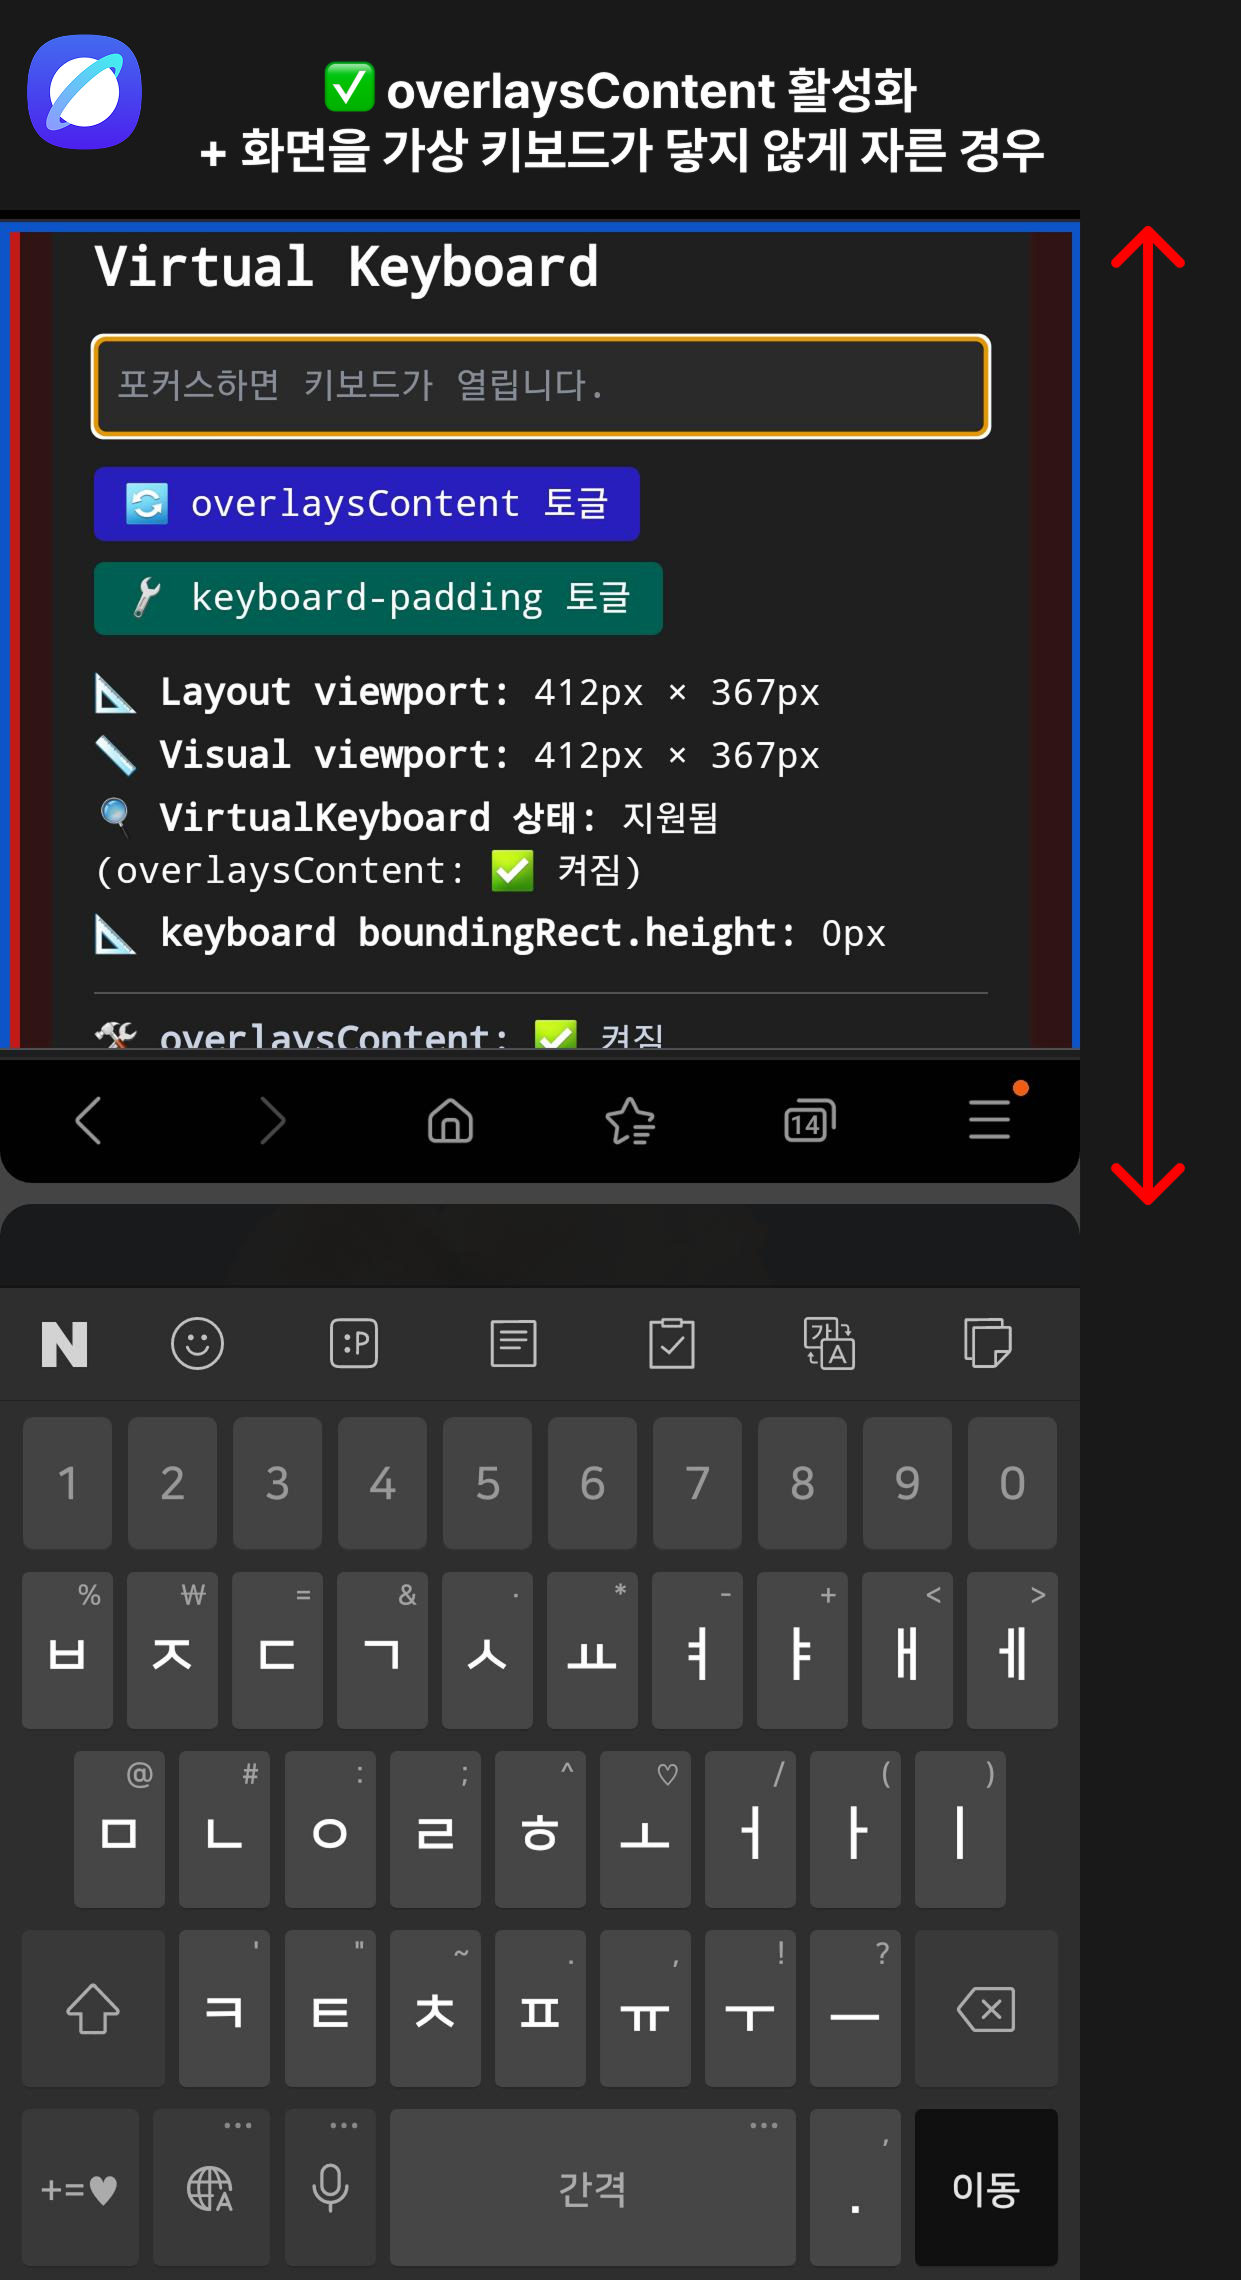 ✅ overlaysContent 활성화
+ 화면을 가상 키보드가 닿지 않게 자른 경우
Virtual Keyboard
포커스하면 키보드가 열립니다.
🔄 overlaysContent 토글
🔧 keyboard-padding 토글
📐 Layout viewport: 412px × 367px
📏 Visual viewport: 412px × 367px
🔍 VirtualKeyboard 상태: 지원됨
(overlaysContent: ✅ 켜짐)
📐 keyboard boundingRect.height: 0px
🛠 overlaysContent: ✅ 켜짐
14
N :P 가 A
1 2 3 4 5 6 7 8 9 0
% ₩ = & · * - + < >
ㅂ ㅈ ㄷ ㄱ ㅅ ㅛ ㅕ ㅑ ㅐ ㅔ
@ # : ; ^ ♡ / ( )
ㅁ ㄴ ㅇ ㄹ ㅎ ㅗ ㅓ ㅏ ㅣ
' " ~ . , ! ?
ㅋ ㅌ ㅊ ㅍ ㅠ ㅜ ㅡ
... ... ... ,
+=♥ A 간격 . 이동